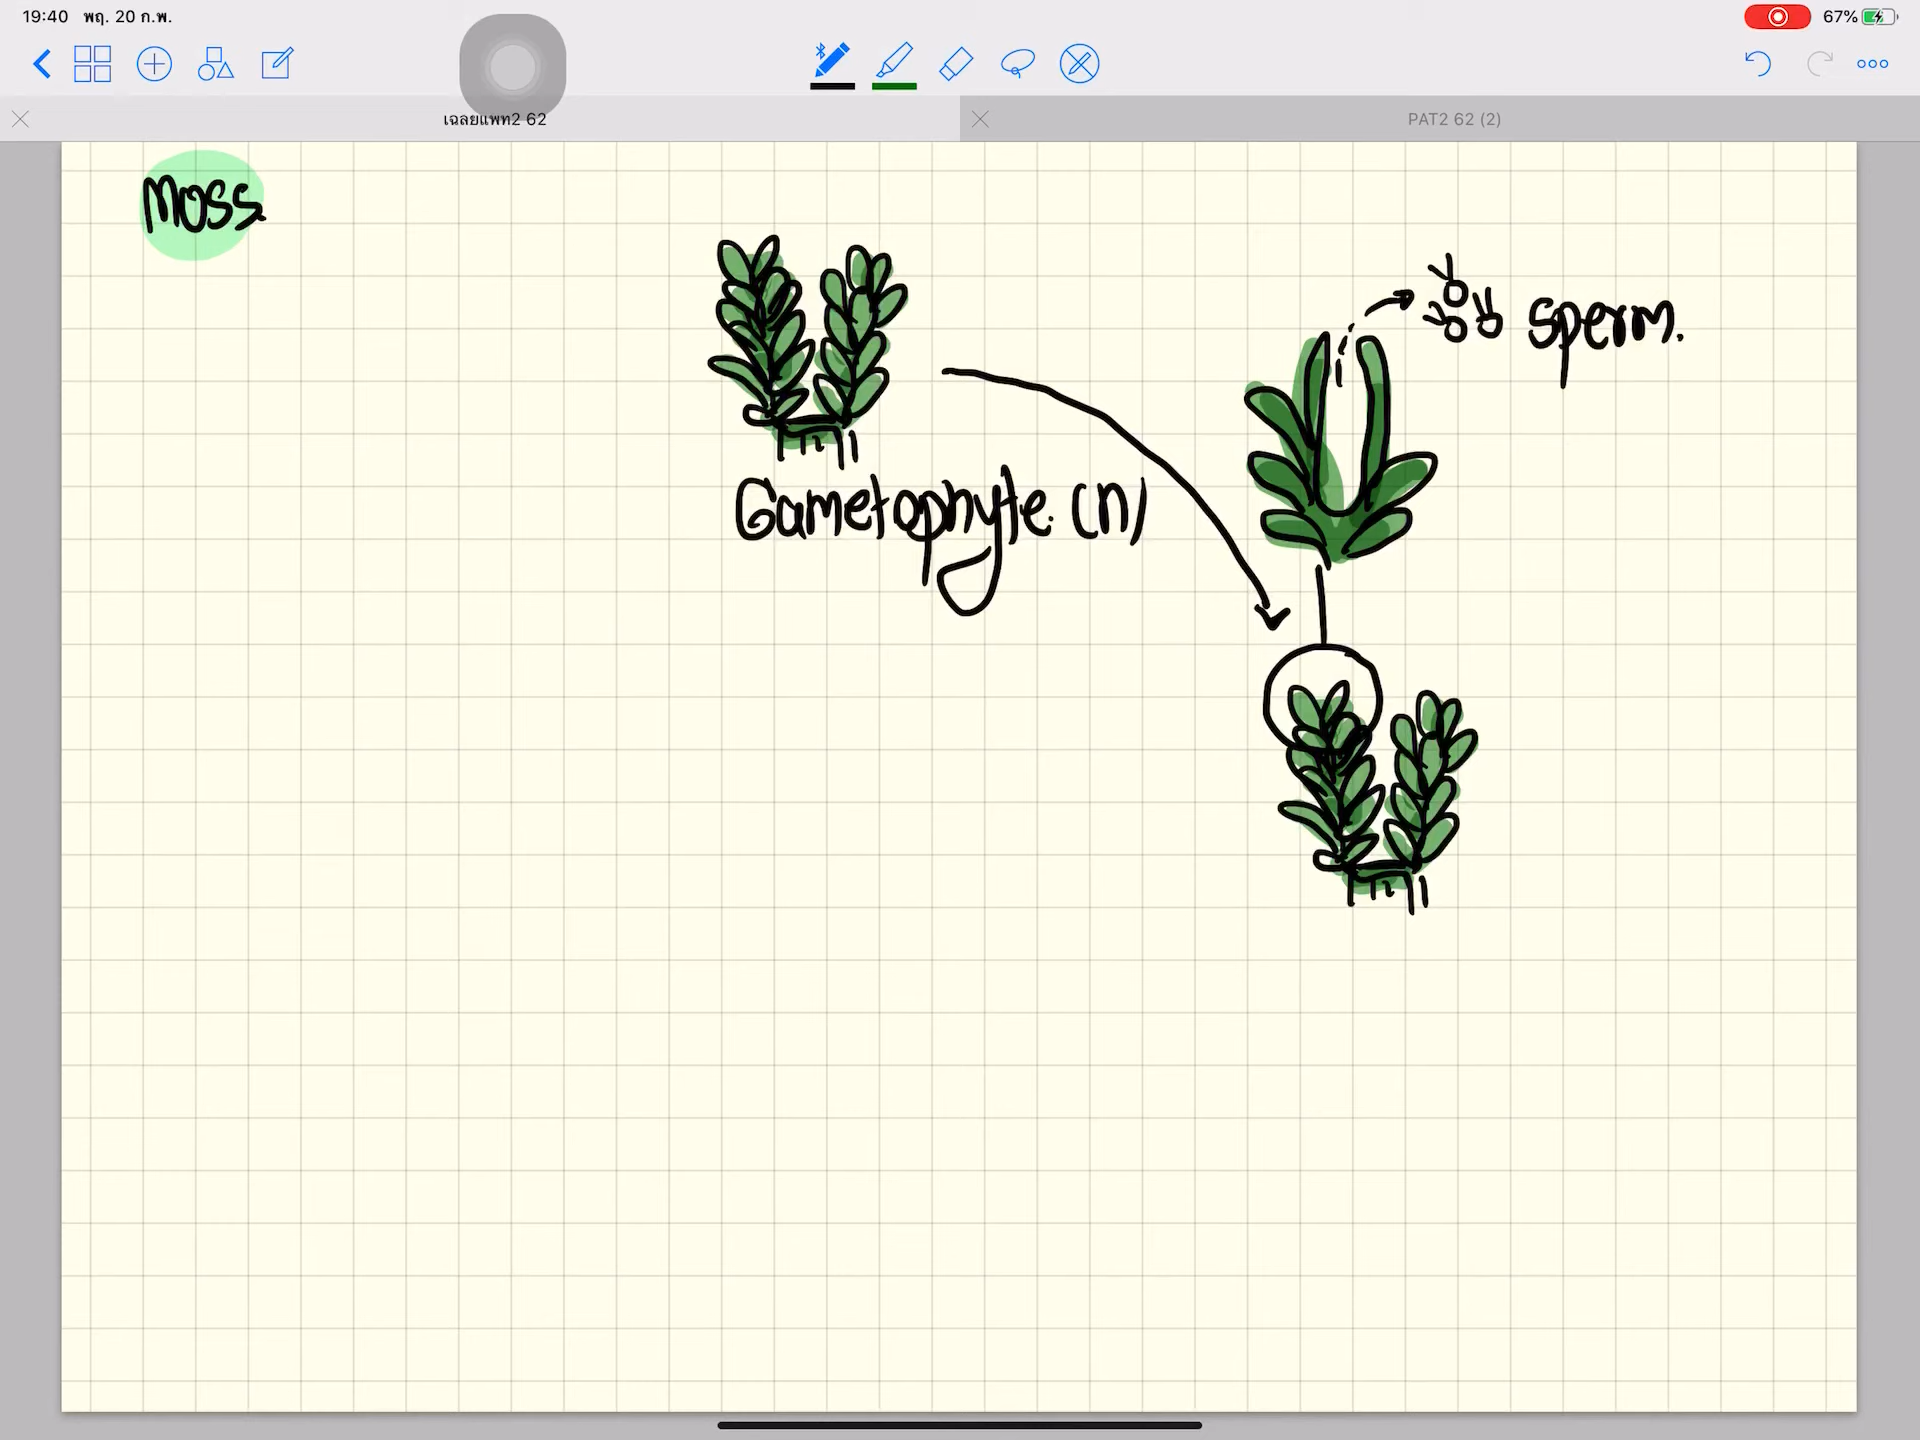 19:40 พฤ. 20 ก.พ.
67%
เฉลยแพท2 62
PAT2 62 (2)
Moss.
sperm.
Gametophyte. (n)